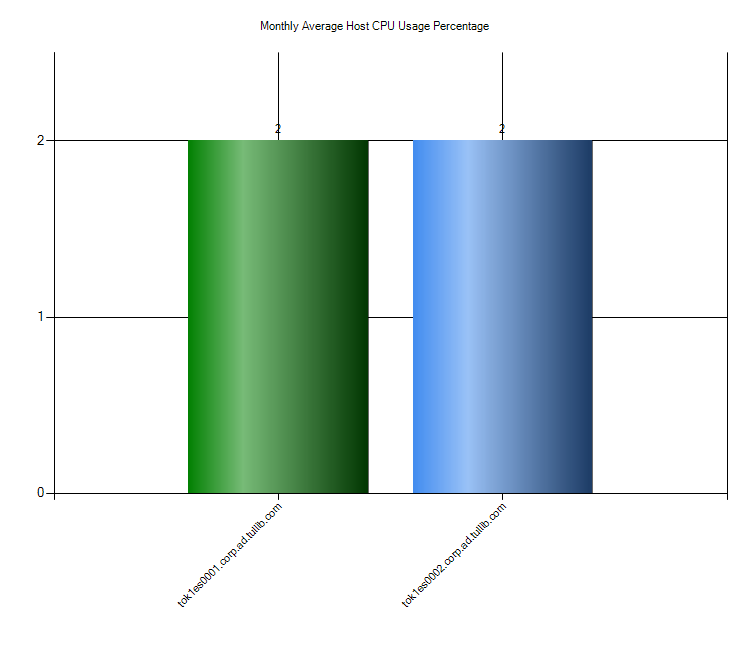 Monthly Average Host CPU Usage Percentage
2
2
2
1
0
tok1es0001.corp.ad.tullib.com
tok1es0002.corp.ad.tullib.com